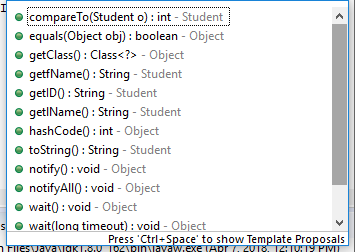 compareTo(Student o) : int - Student
equals(Object obj) : boolean - Object
getClass() : Class<?> - Object
getfName() : String - Student
getID() : String - Student
getlName() : String - Student
hashCode() : int - Object
toString() : String - Student
notify() : void - Object
notifyAll() : void - Object
wait() : void - Object
wait(long timeout) : void - Object
Press 'Ctrl+Space' to show Template Proposals
Files\Java\jdk1.8.0_162\bin\javaw.exe (Apr 7, 2018, 12:10:19 PM)